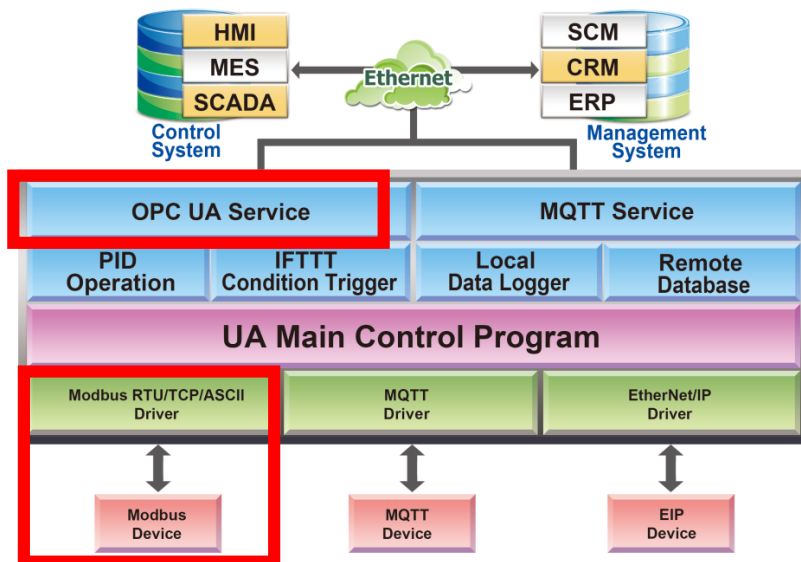 HMI
MES
SCADA
Control
System
Ethernet
SCM
CRM
ERP
Management
System
OPC UA Service
MQTT Service
PID
Operation
IFTTT
Condition Trigger
Local
Data Logger
Remote
Database
UA Main Control Program
Modbus RTU/TCP/ASCII
Driver
MQTT
Driver
EtherNet/IP
Driver
Modbus
Device
MQTT
Device
EIP
Device